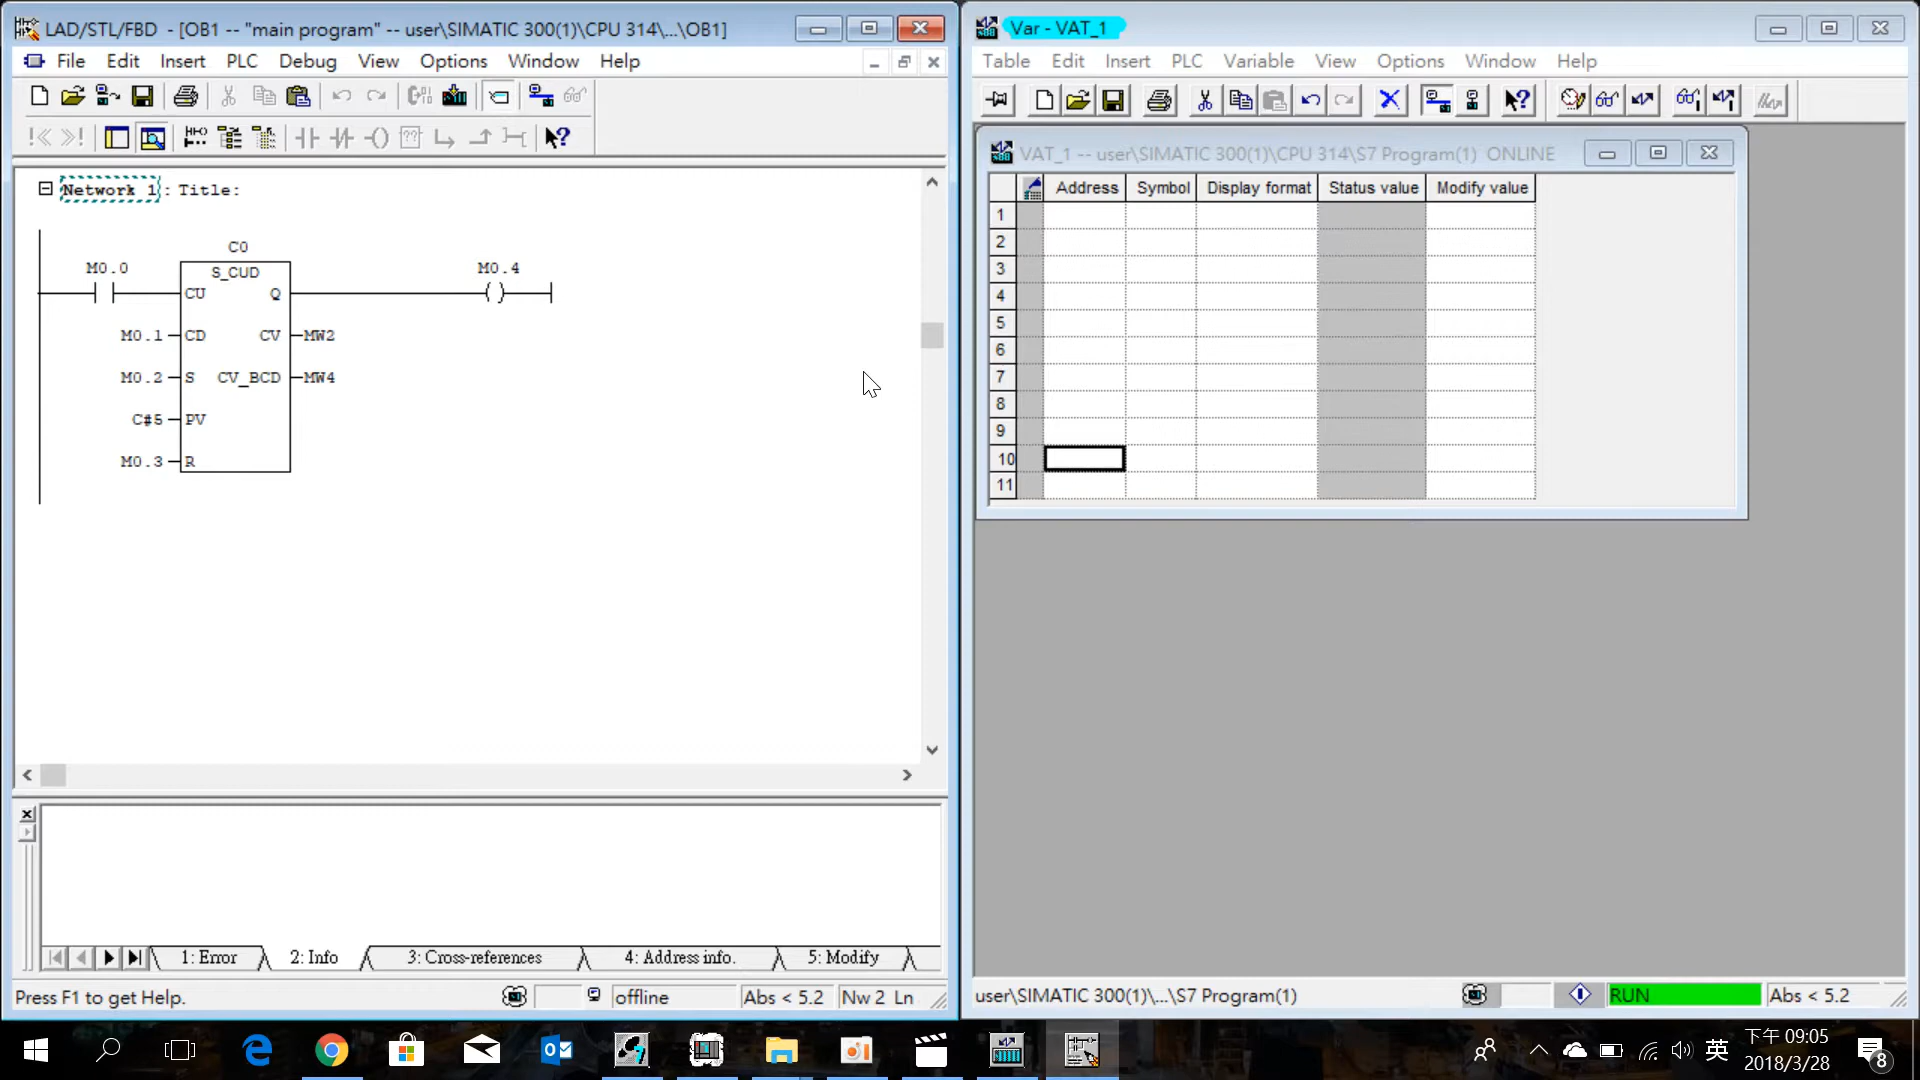 LAD/STL/FBD - [OB1 -- "main program" -- user\SIMATIC 300(1)\CPU 314\...\OB1]
File Edit Insert PLC Debug View Options Window Help
Network 1: Title:
C0
M0.0
S_CUD
M0.4
CU Q
M0.1 CD CV MW2
M0.2 S CV_BCD MW4
C#5 PV
M0.3 R
1: Error 2: Info 3: Cross-references 4: Address info. 5: Modify
Press F1 to get Help.
offline
Abs < 5.2
Nw 2 Ln
Var - VAT_1
Table Edit Insert PLC Variable View Options Window Help
VAT_1 -- user\SIMATIC 300(1)\CPU 314\S7 Program(1) ONLINE
Address Symbol Display format Status value Modify value
1
2
3
4
5
6
7
8
9
10
11
user\SIMATIC 300(1)\...\S7 Program(1)
RUN
Abs < 5.2
英
下午 09:05
2018/3/28
8